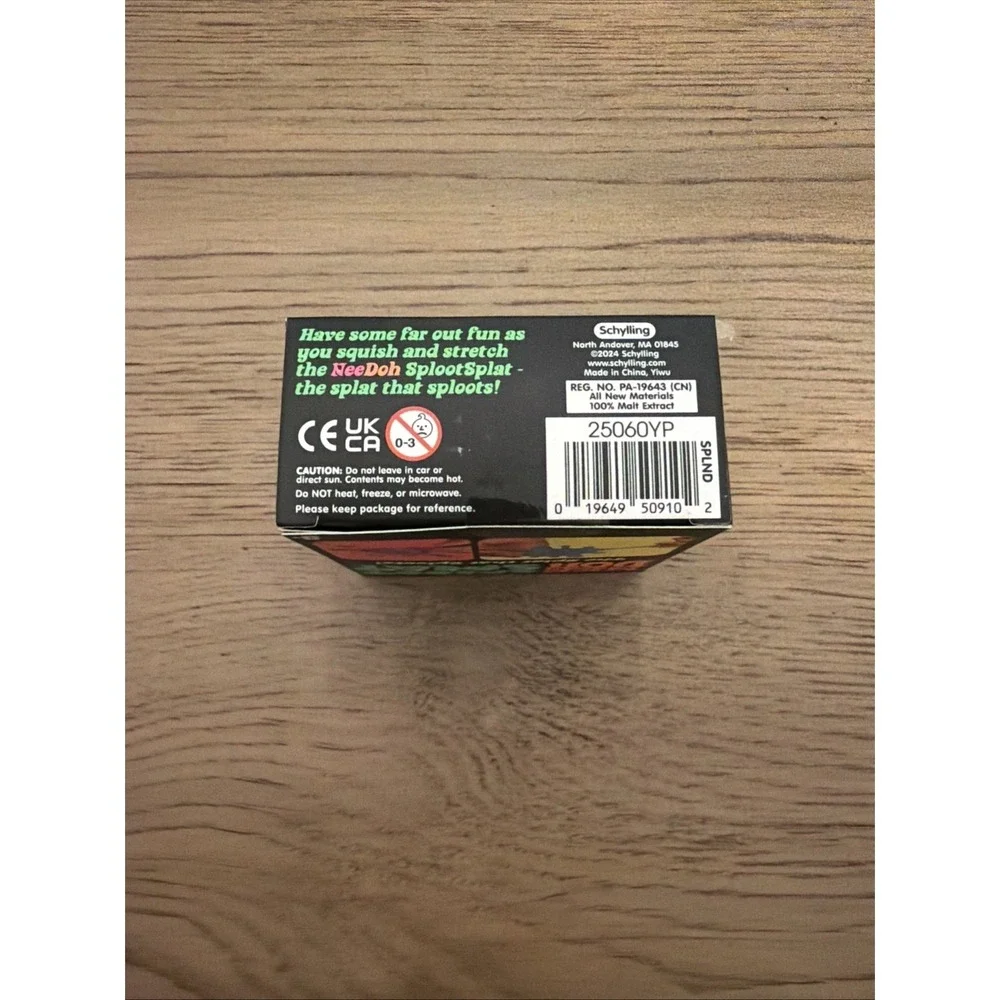 Have some far out fun as
you squish and stretch
the NeeDoh SplootSplat -
the splat that sploots!
CE UK
CA
0-3
CAUTION: Do not leave in car or
direct sun. Contents may become hot.
Do NOT heat, freeze, or microwave.
Please keep package for reference.
Schylling
North Andover, MA 01845
©2024 Schylling
www.schylling.com
Made in China, Yiwu
REG. NO. PA-19643 (CN)
All New Materials
100% Malt Extract
25060YP
SPLND
0 19649 50910 2